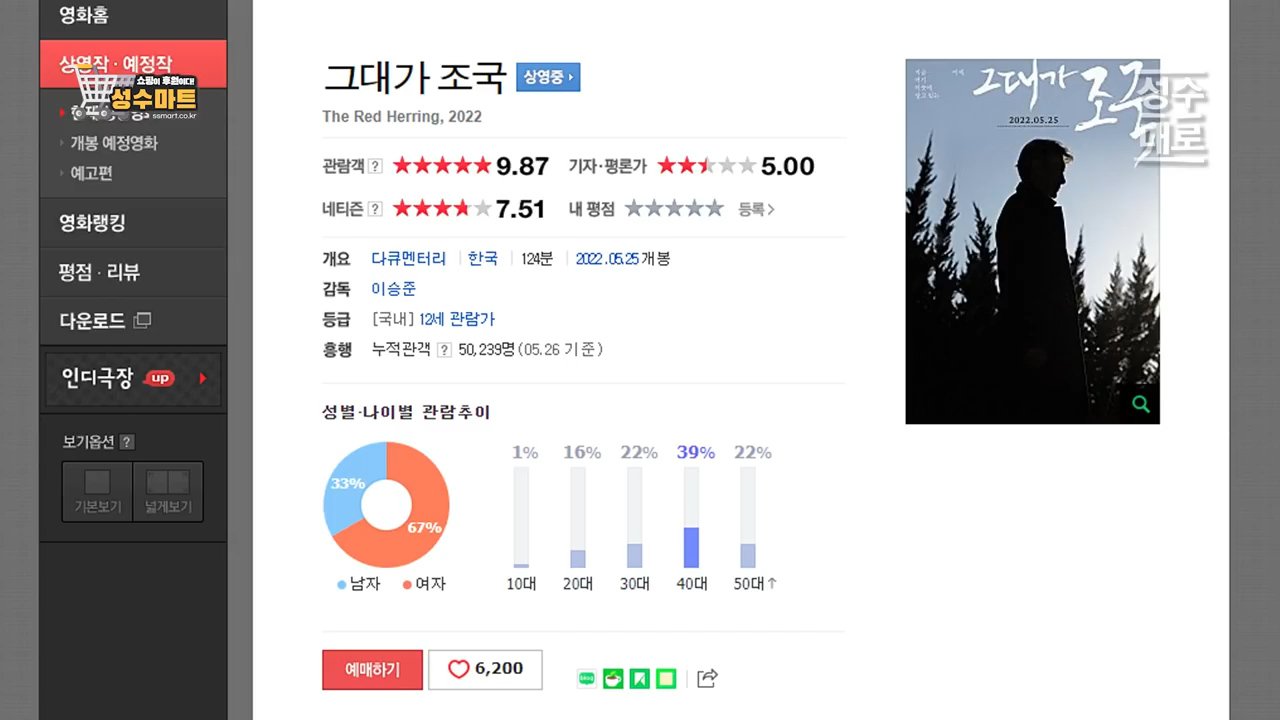 영화홈
상영작 · 예정작
쇼핑이 후원이다!
성수마트
ssmart.co.kr
개봉 예정영화
예고편
영화랭킹
평점 · 리뷰
다운로드
인디극장 up
보기옵션 ?
기본보기 넓게보기
그대가 조국 상영중
The Red Herring, 2022
관람객 ? 9.87 기자·평론가 5.00
네티즌 ? 7.51 내 평점 등록
개요 다큐멘터리 한국 124분 2022.05.25 개봉
감독 이승준
등급 [국내] 12세 관람가
흥행 누적관객 ? 50,239명(05.26 기준)
성별·나이별 관람추이
33%
67%
남자 여자
1% 16% 22% 39% 22%
10대 20대 30대 40대 50대↑
예매하기 6,200
blog
그대가 조국
2022.05.25
성수
대로